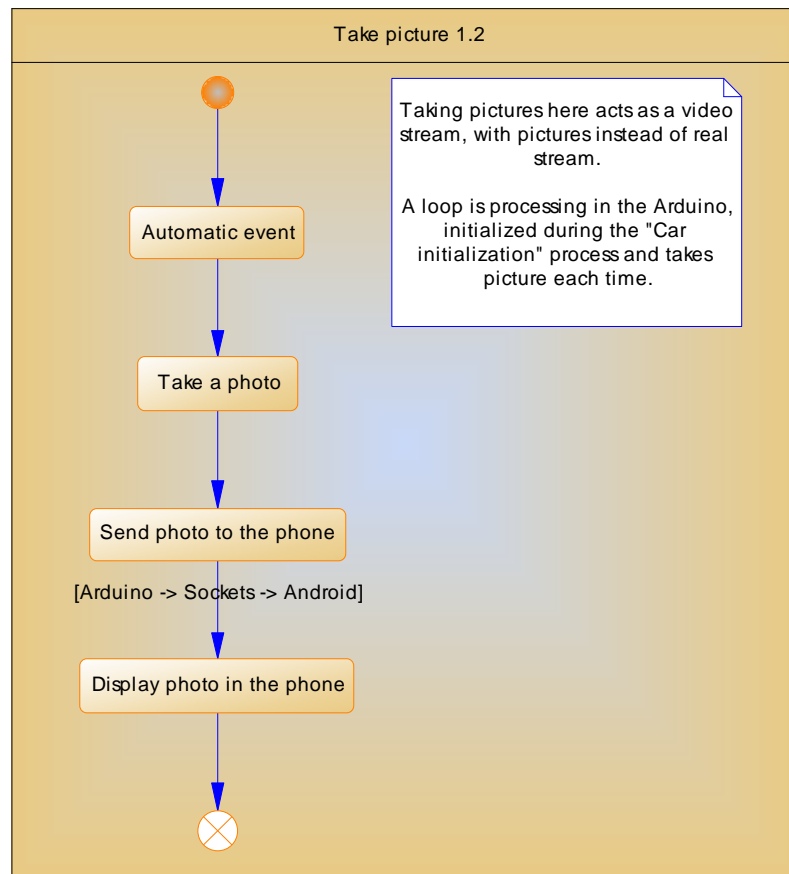 Take picture 1.2
Taking pictures here acts as a video
stream, with pictures instead of real
stream.
A loop is processing in the Arduino,
initialized during the "Car
initialization" process and takes
picture each time.
Automatic event
Take a photo
Send photo to the phone
[Arduino -> Sockets -> Android]
Display photo in the phone